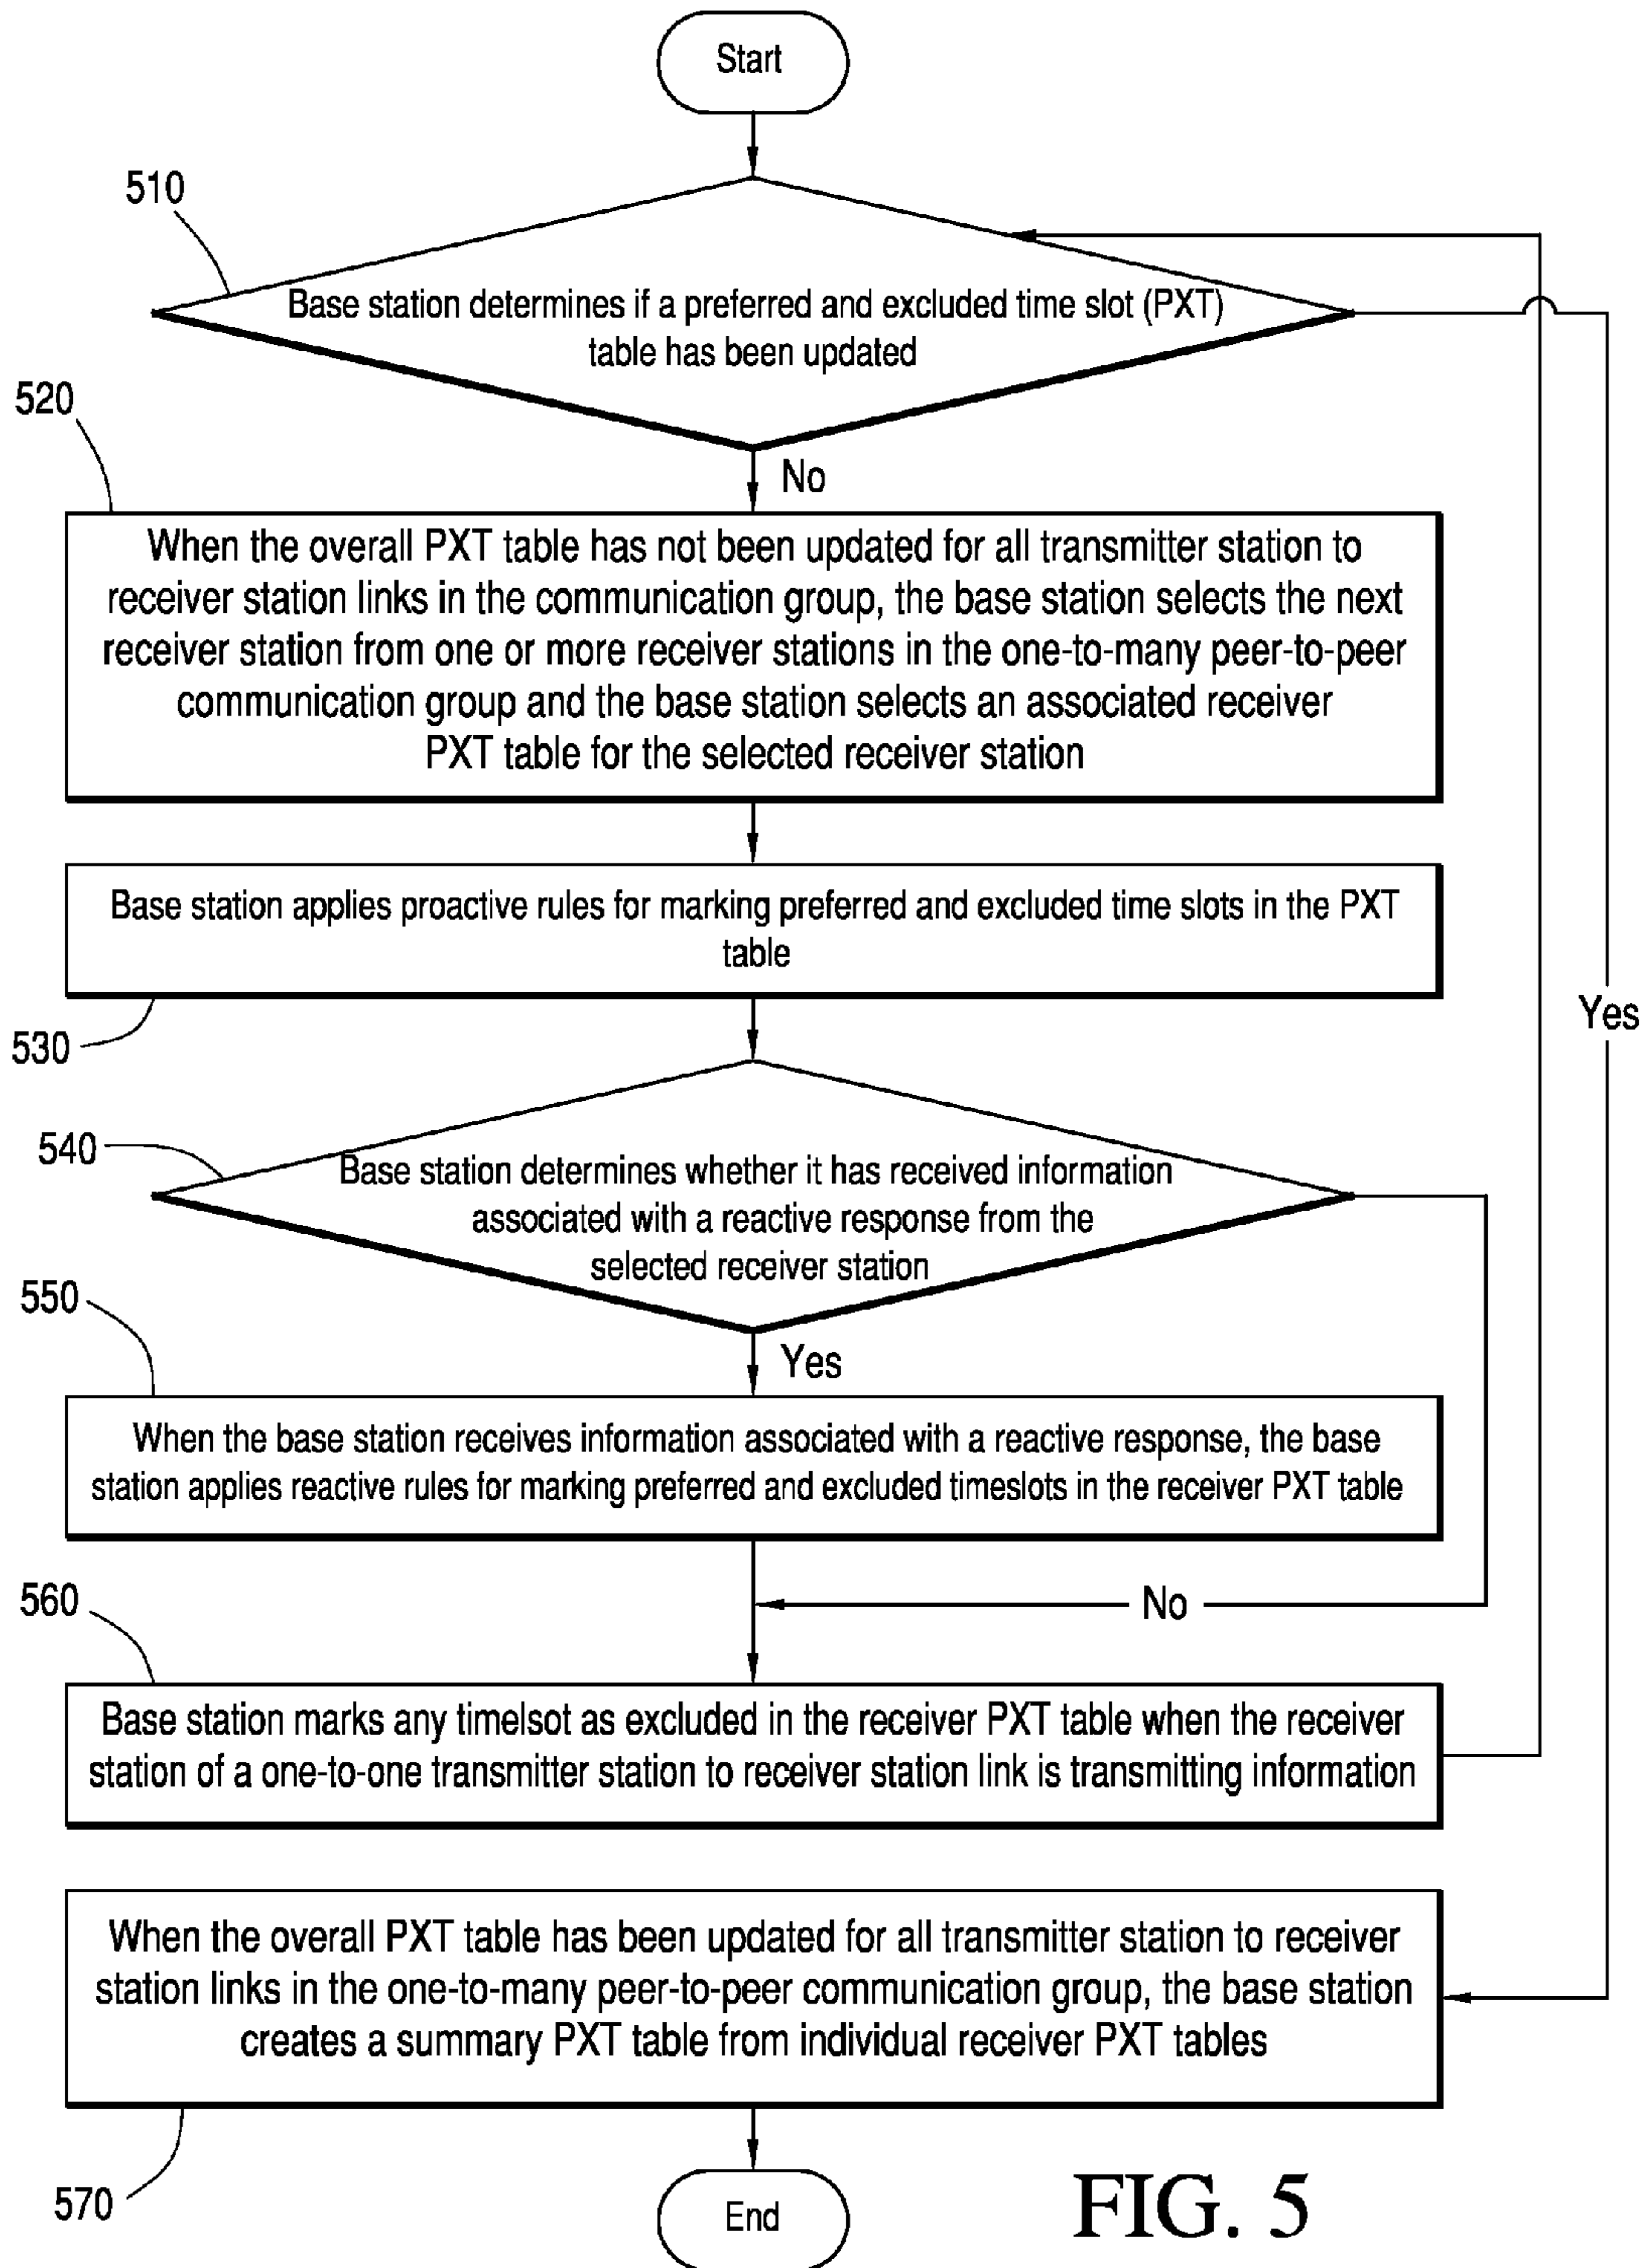 Start
510
Base station determines if a preferred and excluded time slot (PXT)
table has been updated
520
No
When the overall PXT table has not been updated for all transmitter station to
receiver station links in the communication group, the base station selects the next
receiver station from one or more receiver stations in the one-to-many peer-to-peer
communication group and the base station selects an associated receiver
PXT table for the selected receiver station
Base station applies proactive rules for marking preferred and excluded time slots in the PXT
table
Yes
530
540
Base station determines whether it has received information
associated with a reactive response from the
selected receiver station
550
Yes
When the base station receives information associated with a reactive response, the base
station applies reactive rules for marking preferred and excluded timeslots in the receiver PXT table
560
No
Base station marks any timelsot as excluded in the receiver PXT table when the receiver
station of a one-to-one transmitter station to receiver station link is transmitting information
When the overall PXT table has been updated for all transmitter station to receiver
station links in the one-to-many peer-to-peer communication group, the base station
creates a summary PXT table from individual receiver PXT tables
570
End
FIG. 5